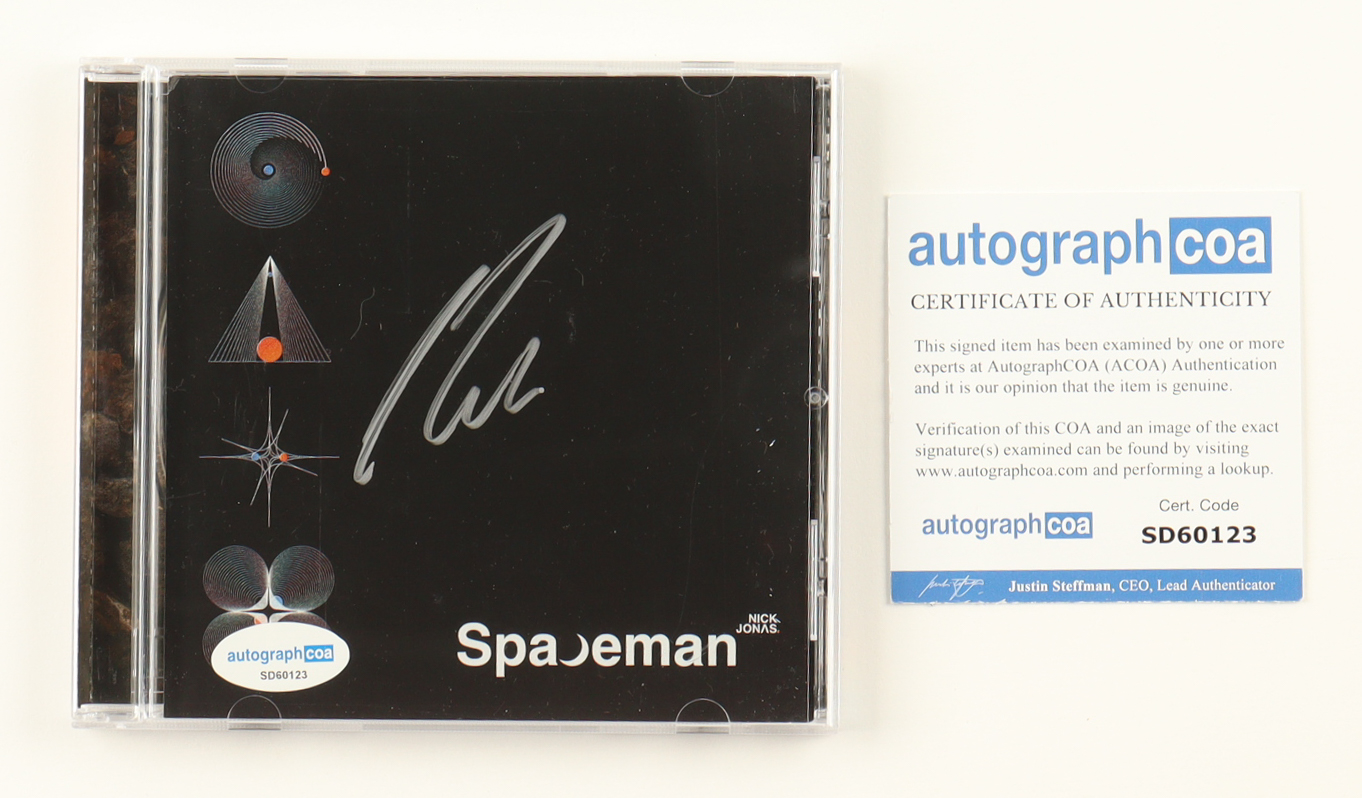 Spaceman
NICK
JONAS.
autographcoa
SD60123
autographcoa
CERTIFICATE OF AUTHENTICITY
This signed item has been examined by one or more
experts at AutographCOA (ACOA) Authentication
and it is our opinion that the item is genuine.
Verification of this COA and an image of the exact
signature(s) examined can be found by visiting
www.autographcoa.com and performing a lookup.
autographcoa
Cert. Code
SD60123
Justin Steffman, CEO, Lead Authenticator